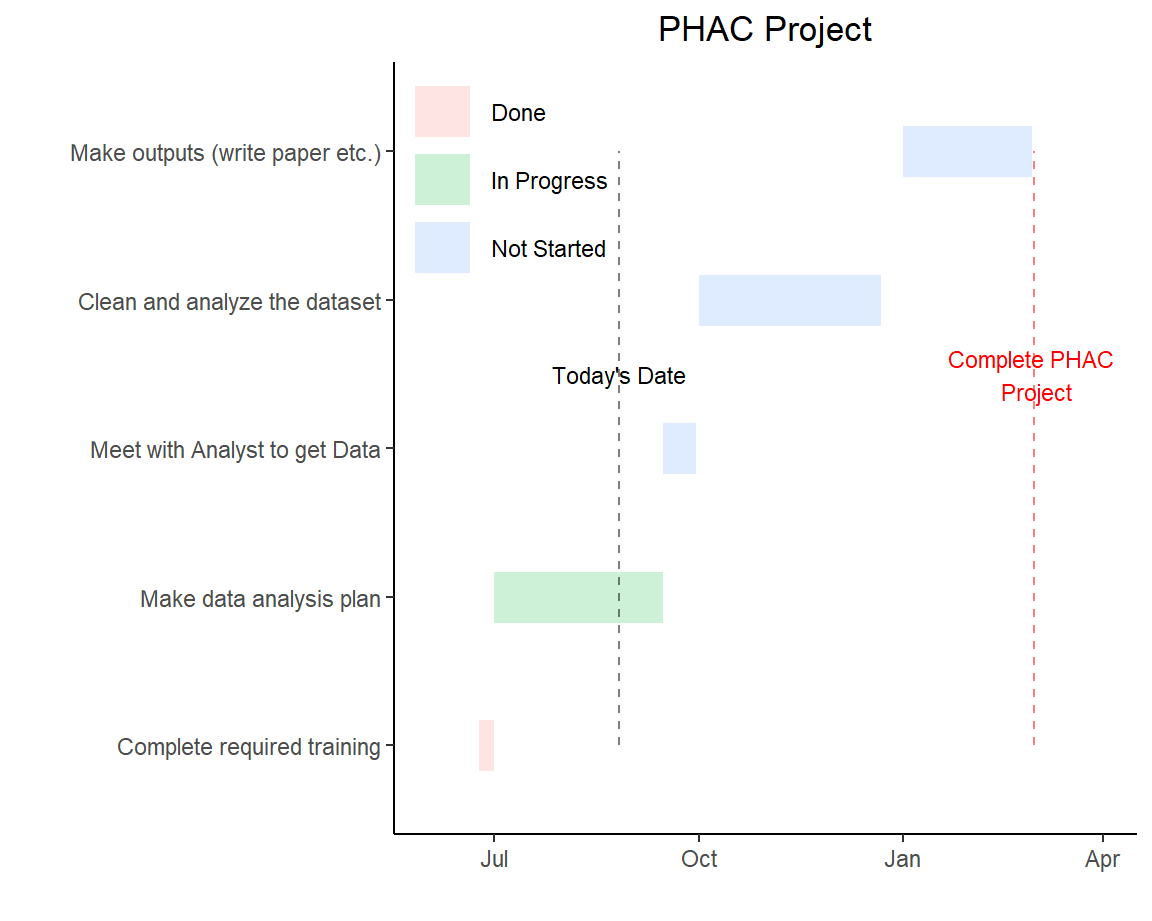 PHAC Project
Done
Make outputs (write paper etc.)
In Progress
Not Started
Clean and analyze the dataset
Complete PHAC
Project
Today's Date
Meet with Analyst to get Data
Make data analysis plan
Complete required training
Jul Oct Jan Apr